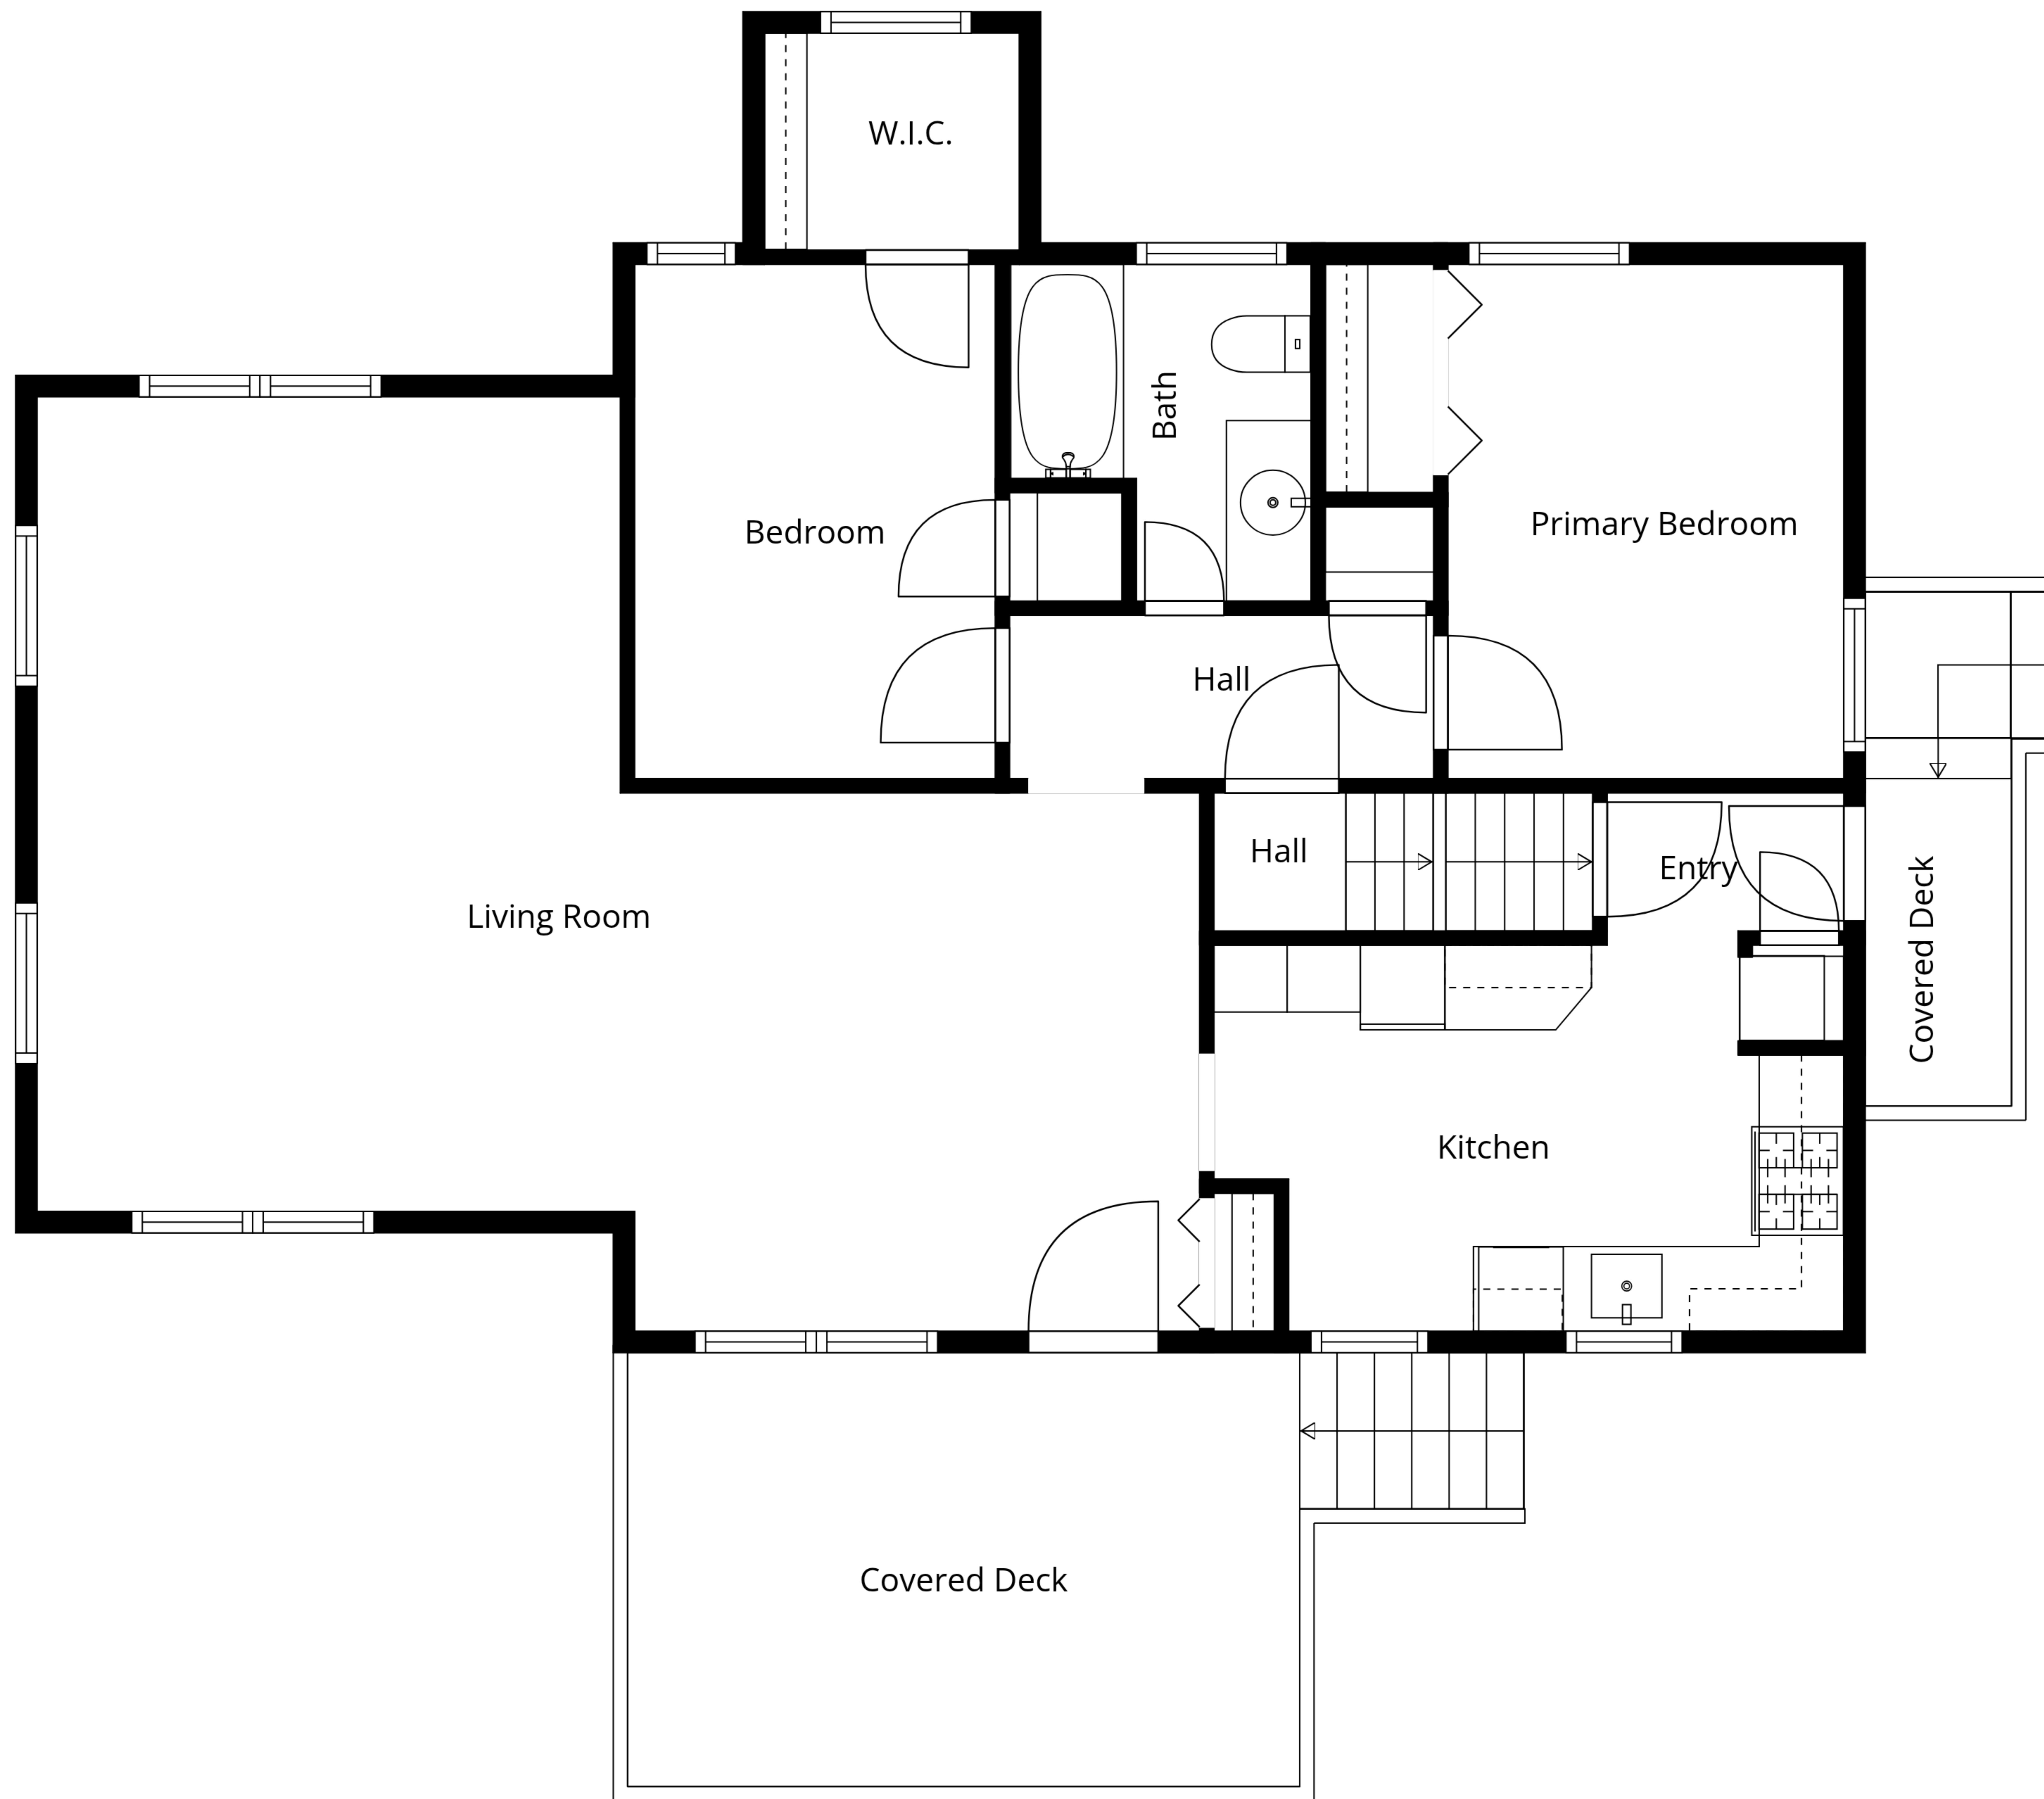 W.I.C.
Bath
Bedroom
Primary Bedroom
Hall
Hall
Entry
Living Room
Covered Deck
Kitchen
Covered Deck